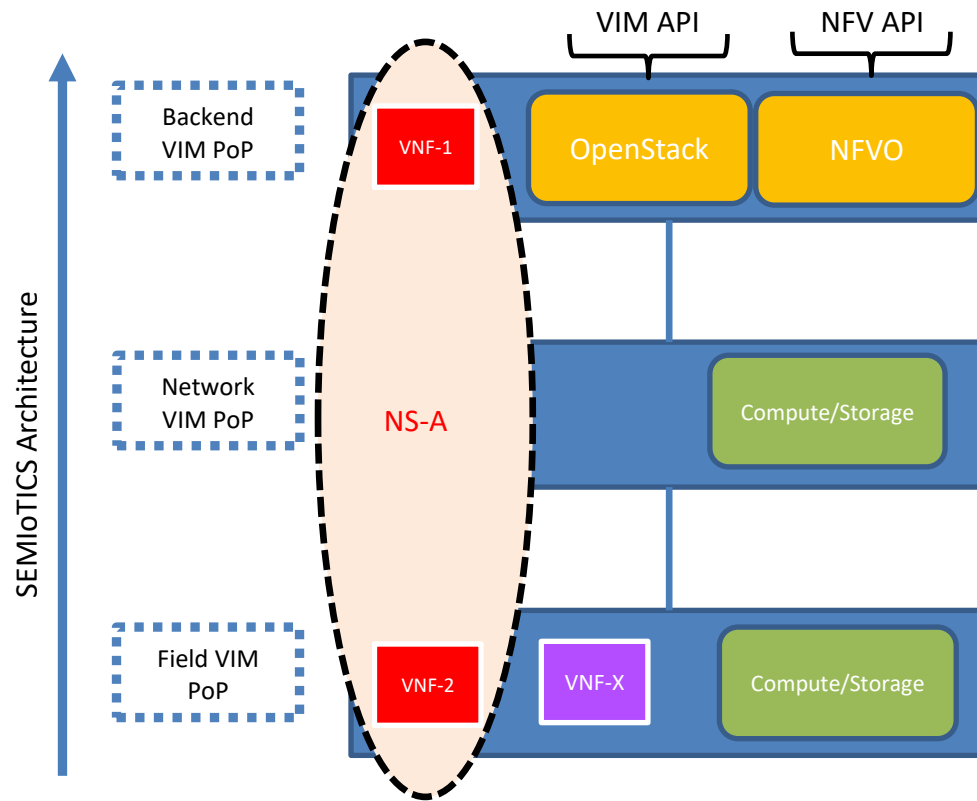 VIM API
NFV API
Backend
VIM PoP
VNF-1
OpenStack
NFVO
SEMIoTICS Architecture
Network
VIM PoP
NS-A
Compute/Storage
Field VIM
PoP
VNF-2
VNF-X
Compute/Storage